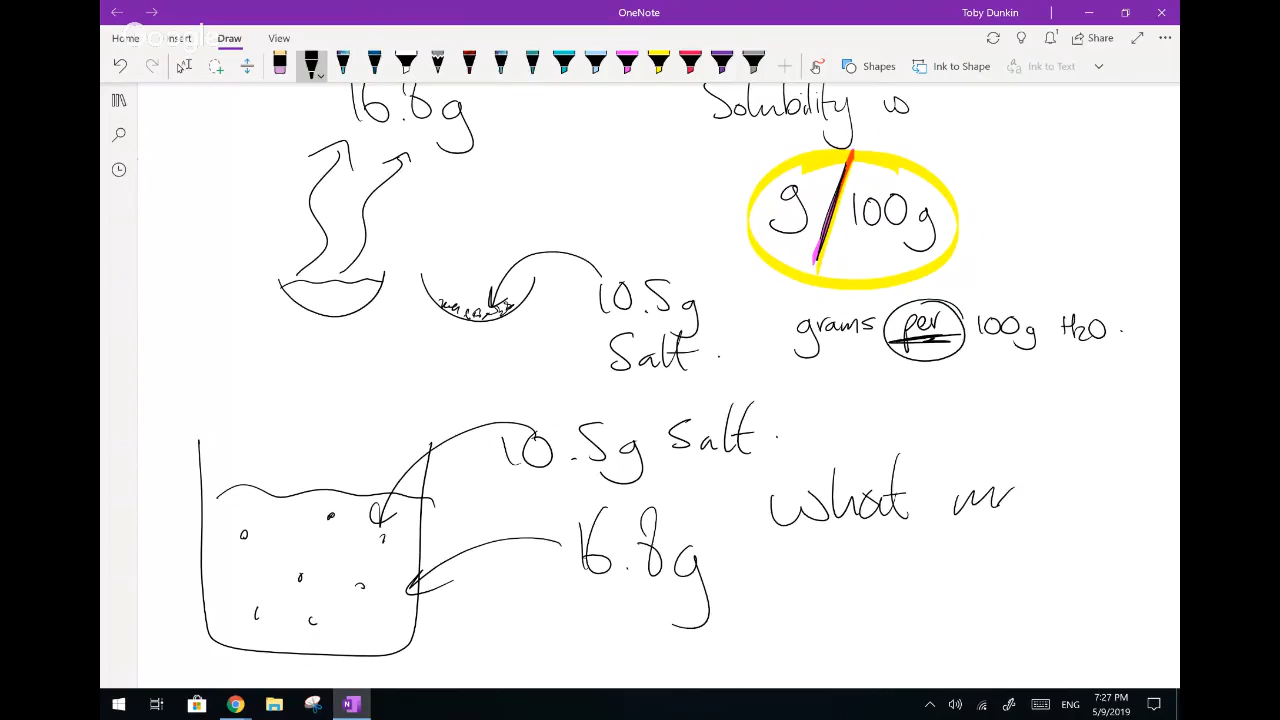 OneNote
Toby Dunkin
Google
Home Insert Draw View
Share
Shapes Ink to Shape Ink to Text
16.8g
Solubility is
g/100g
10.5g
Salt.
grams per 100g H2O.
10.5g Salt.
What
16.8g
ENG
7:27 PM
5/9/2019